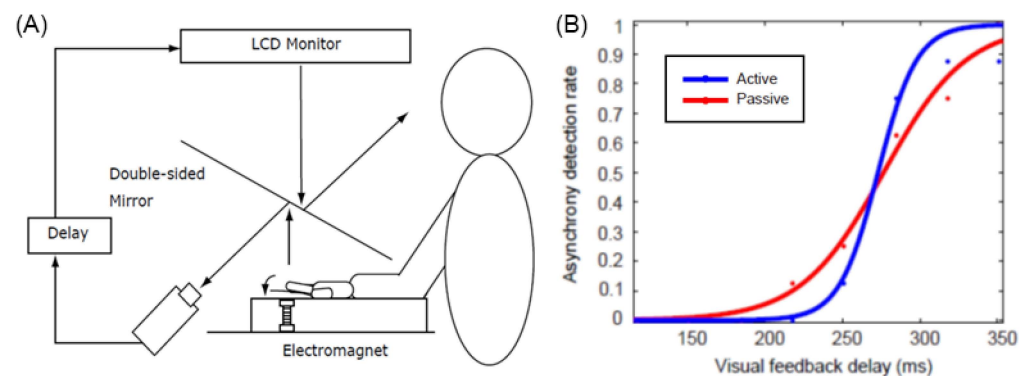 (A)
LCD Monitor
Double-sided
Mirror
Delay
Electromagnet
(B)
Asynchrony detection rate
1
0.9
0.8
0.7
0.6
0.5
0.4
0.3
0.2
0.1
0
Active
Passive
150 200 250 300 350
Visual feedback delay (ms)